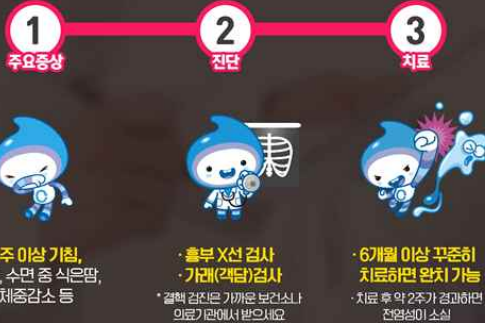 1
주요증상
2
진단
3
치료
주 이상 기침,
, 수면 중 식은땀,
체중감소 등
· 흉부 X선 검사
· 가래(객담)검사
* 결핵 검진은 가까운 보건소나
의료기관에서 받으세요
· 6개월 이상 꾸준히
치료하면 완치 가능
· 치료 후 약 2주가 경과하면
전염성이 소실